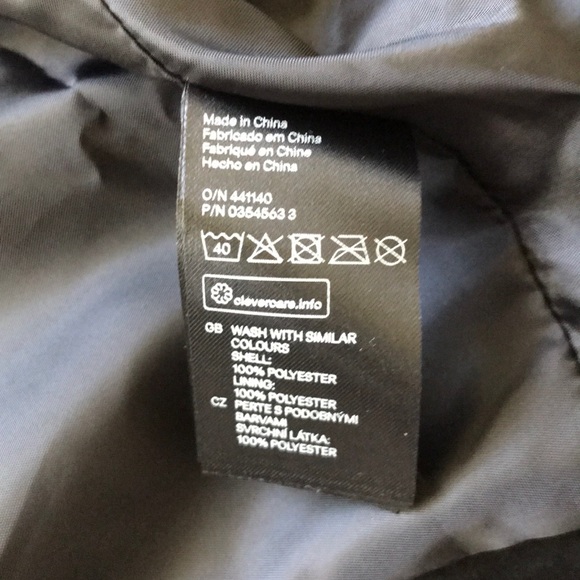 Made in China
Fabricado em China
Fabriqué en Chine
Hecho en China
O/N 441140
P/N 0354563 3
40
clevercare.info
GB WASH WITH SIMILAR
COLOURS
SHELL:
100% POLYESTER
LINING:
100% POLYESTER
CZ PERTE S PODOBNÝMI
BARVAMI
SVRCHNÍ LÁTKA:
100% POLYESTER